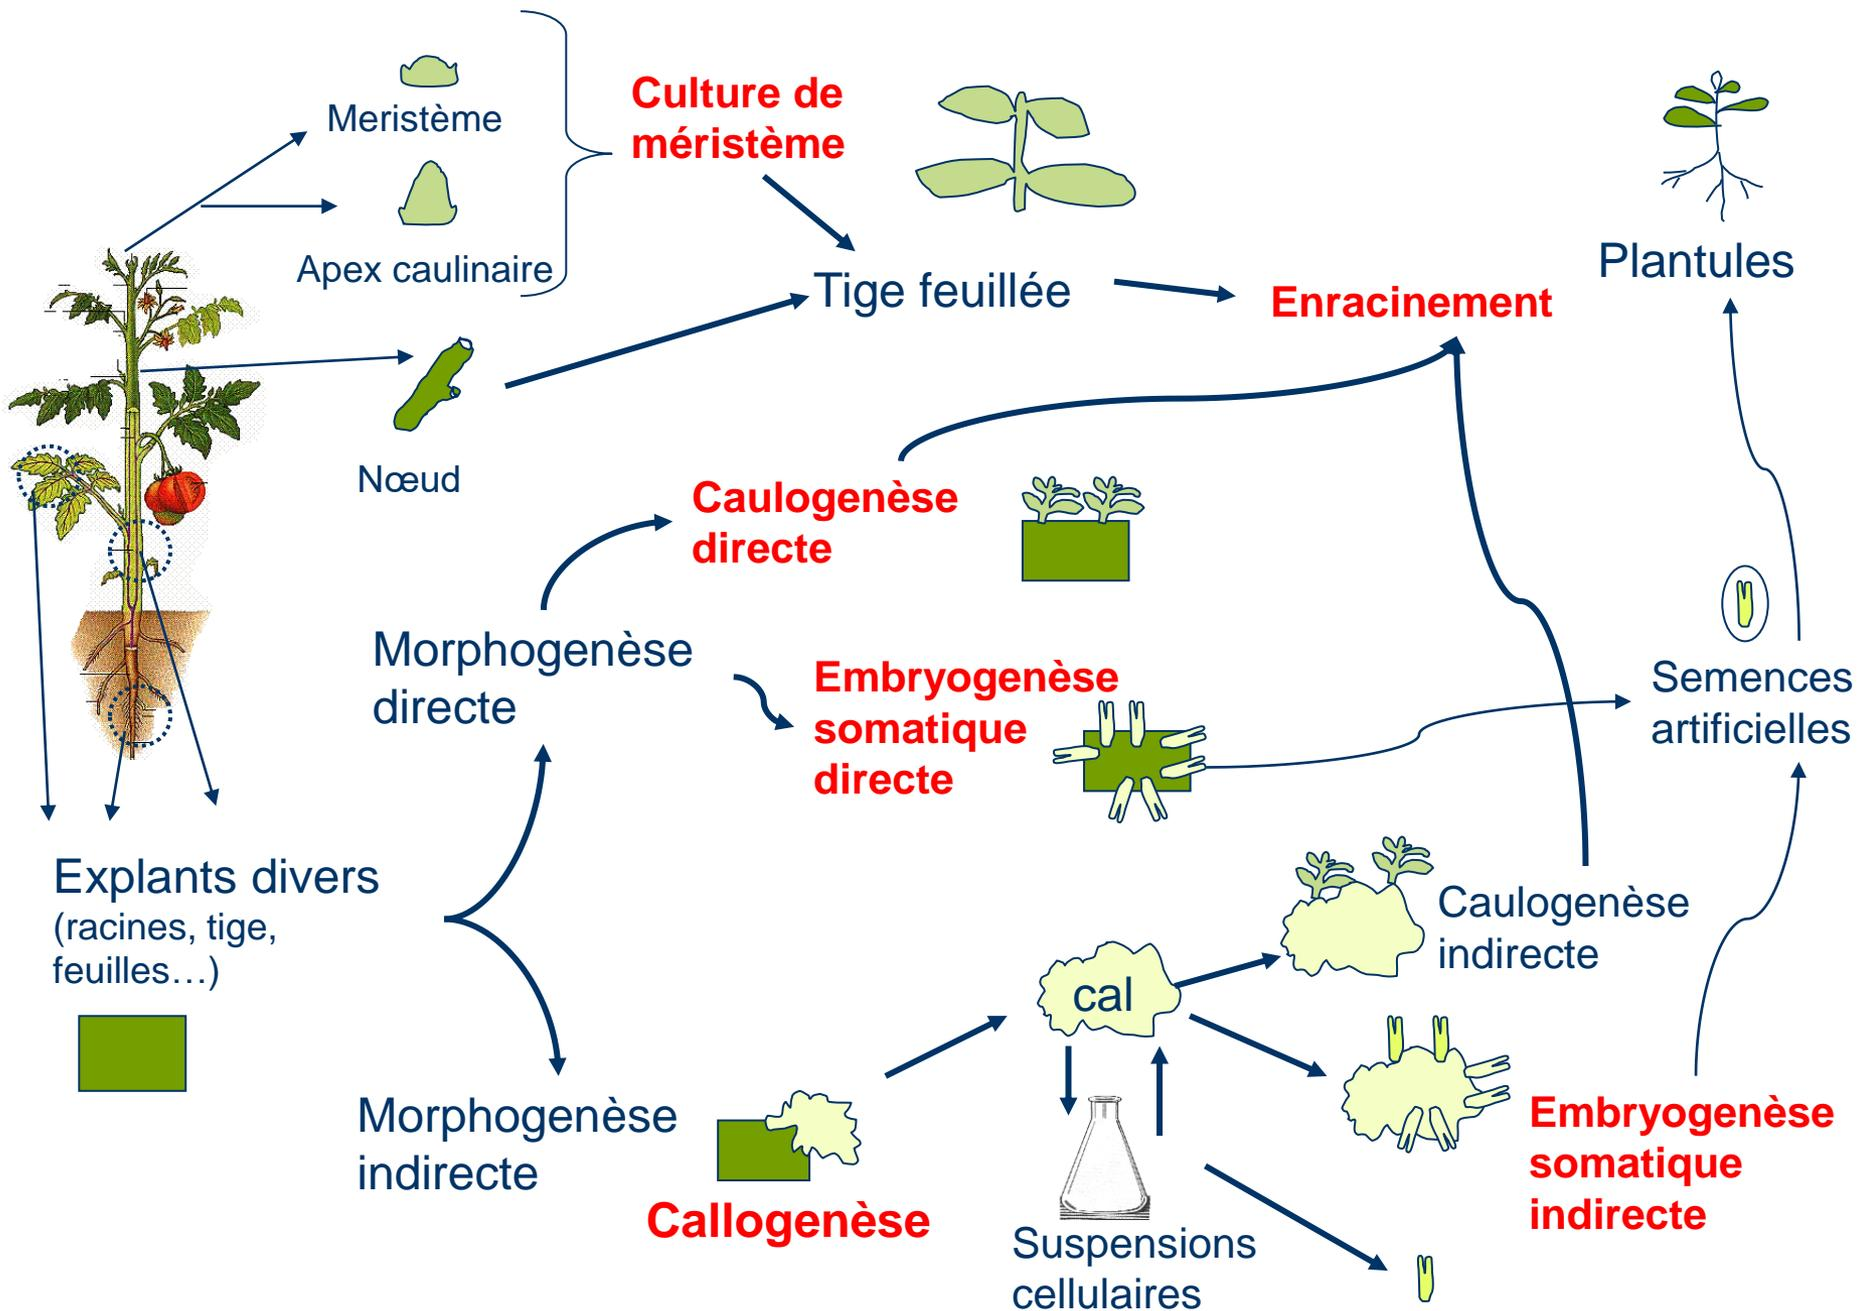 Meristème
Apex caulinaire
Culture de
méristème
Tige feuillée
Enracinement
Plantules
Nœud
Caulogenèse
directe
Morphogenèse
directe
Embryogenèse
somatique
directe
Semences
artificielles
Explants divers
(racines, tige,
feuilles…)
cal
Caulogenèse
indirecte
Morphogenèse
indirecte
Callogenèse
Suspensions
cellulaires
Embryogenèse
somatique
indirecte